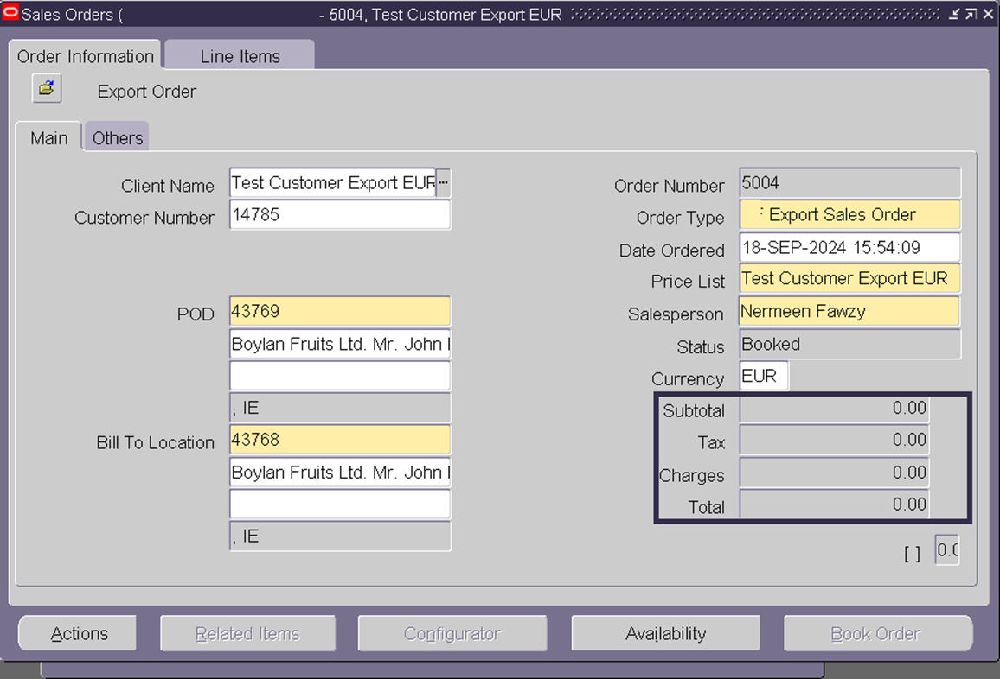 Sales Orders ( - 5004, Test Customer Export EUR
Order Information Line Items
Export Order
Main Others
Client Name Test Customer Export EUR
Customer Number 14785
POD 43769
Boylan Fruits Ltd. Mr. John
, IE
Bill To Location 43768
Boylan Fruits Ltd. Mr. John
, IE
Order Number 5004
Order Type Export Sales Order
Date Ordered 18-SEP-2024 15:54:09
Price List Test Customer Export EUR
Salesperson Nermeen Fawzy
Status Booked
Currency EUR
Subtotal 0.00
Tax 0.00
Charges 0.00
Total 0.00
[ ] 0.0
Actions Related Items Configurator Availability Book Order